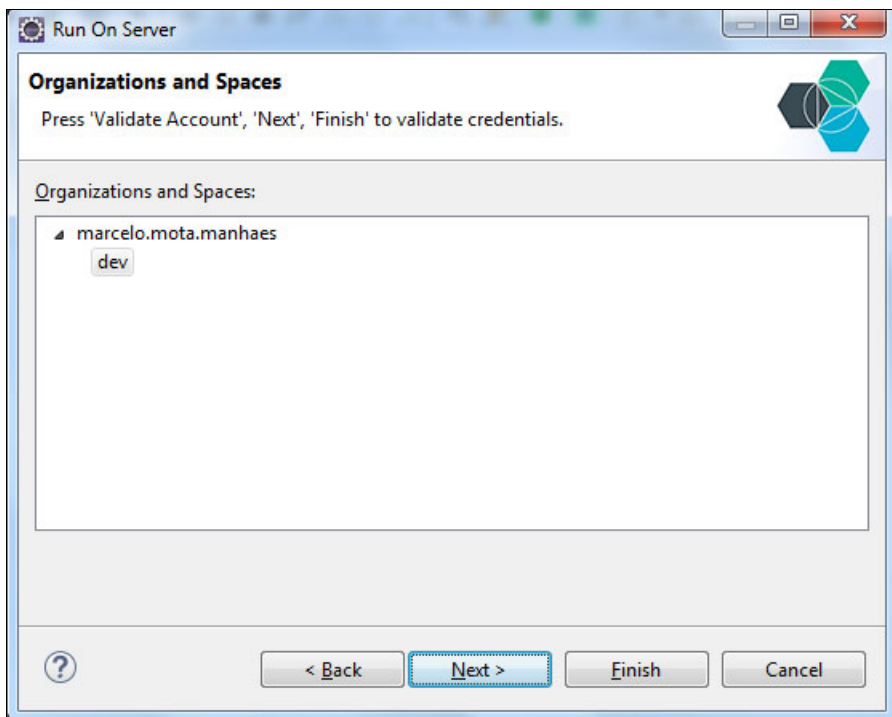 Run On Server
Organizations and Spaces
Press 'Validate Account', 'Next', 'Finish' to validate credentials.
Organizations and Spaces:
marcelo.mota.manhaes
dev
? < Back Next > Finish Cancel